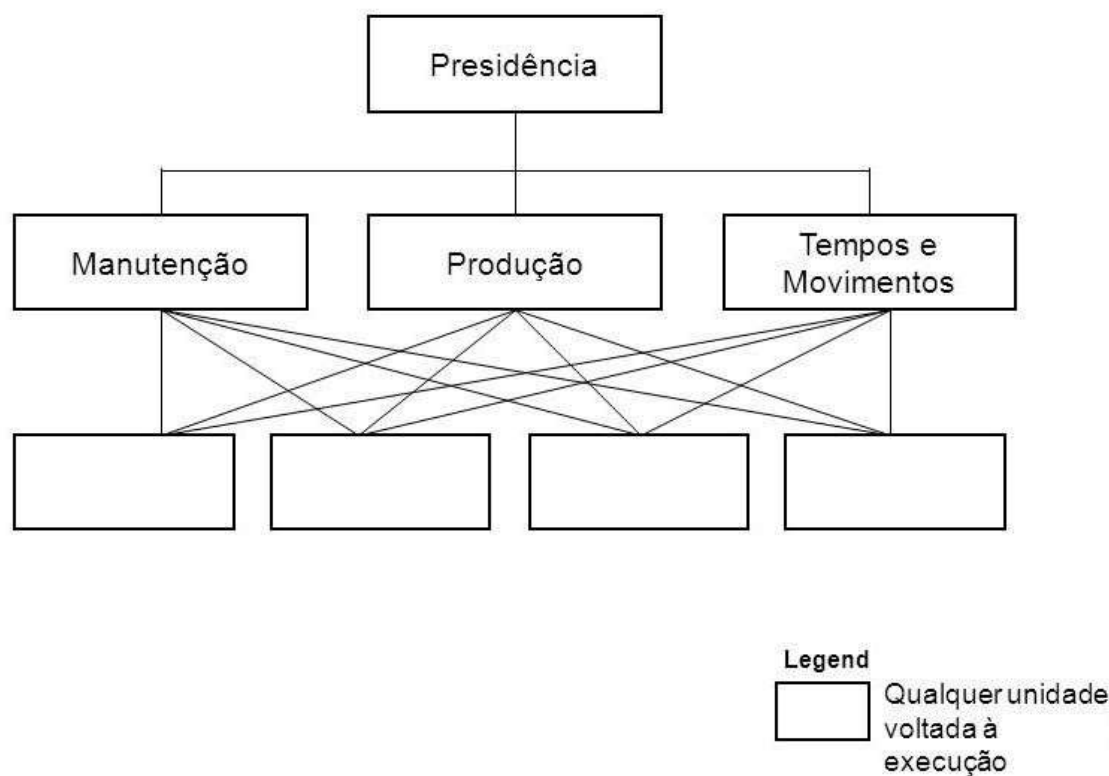 Presidência
Manutenção
Produção
Tempos e
Movimentos
Legend
Qualquer unidade
voltada à
execução